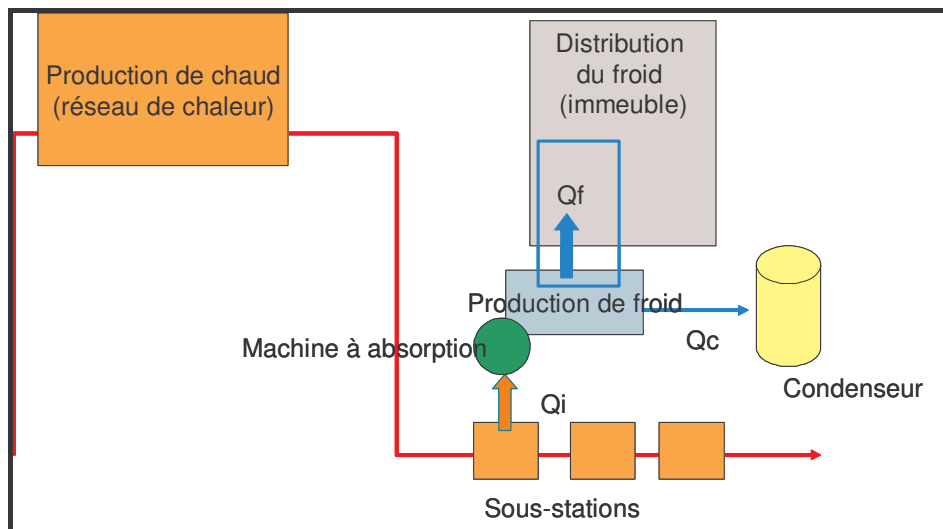 Production de chaud
(réseau de chaleur)
Distribution
du froid
(immeuble)
Qf
Production de froid
Machine à absorption
Qc
Condenseur
Qi
Sous-stations